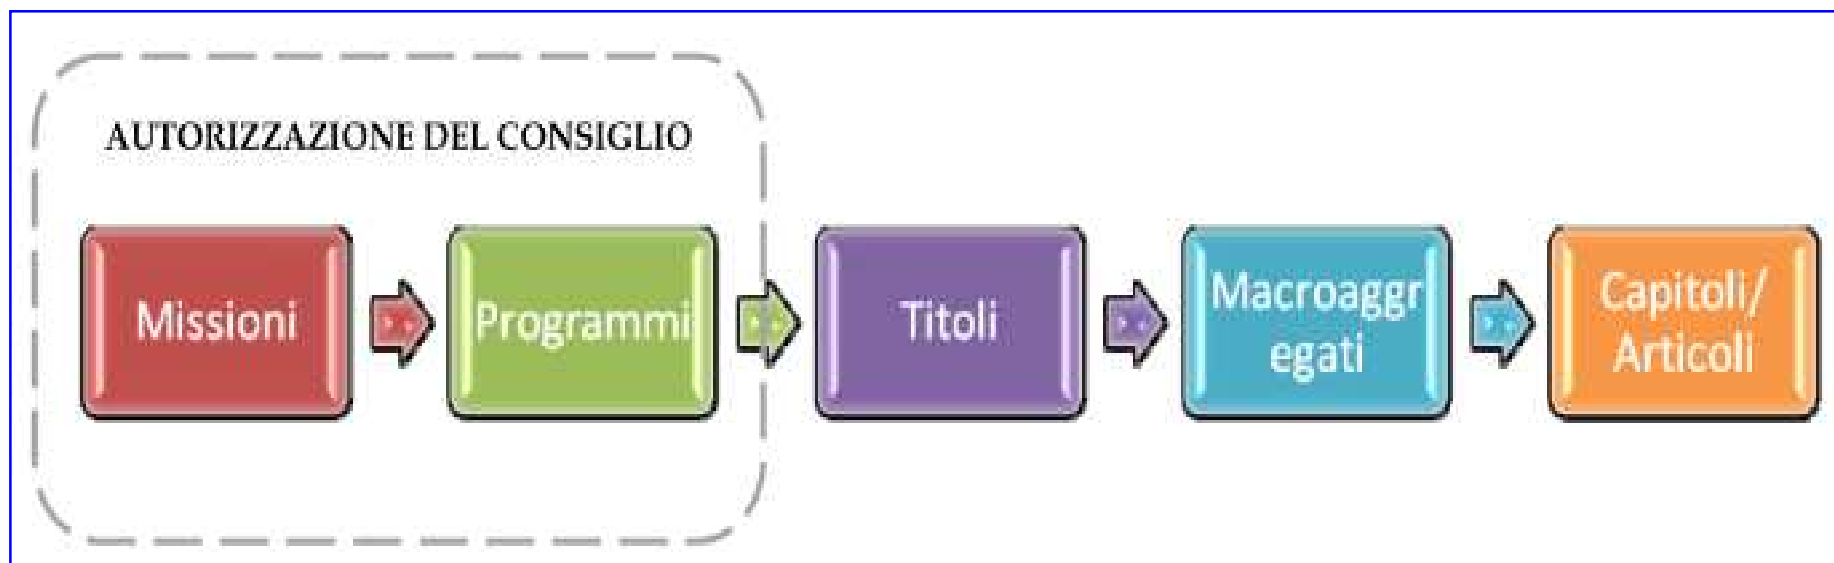 AUTORIZZAZIONE DEL CONSIGLIO
Missioni
Programmi
Titoli
Macroaggr
egati
Capitoli/
Articoli